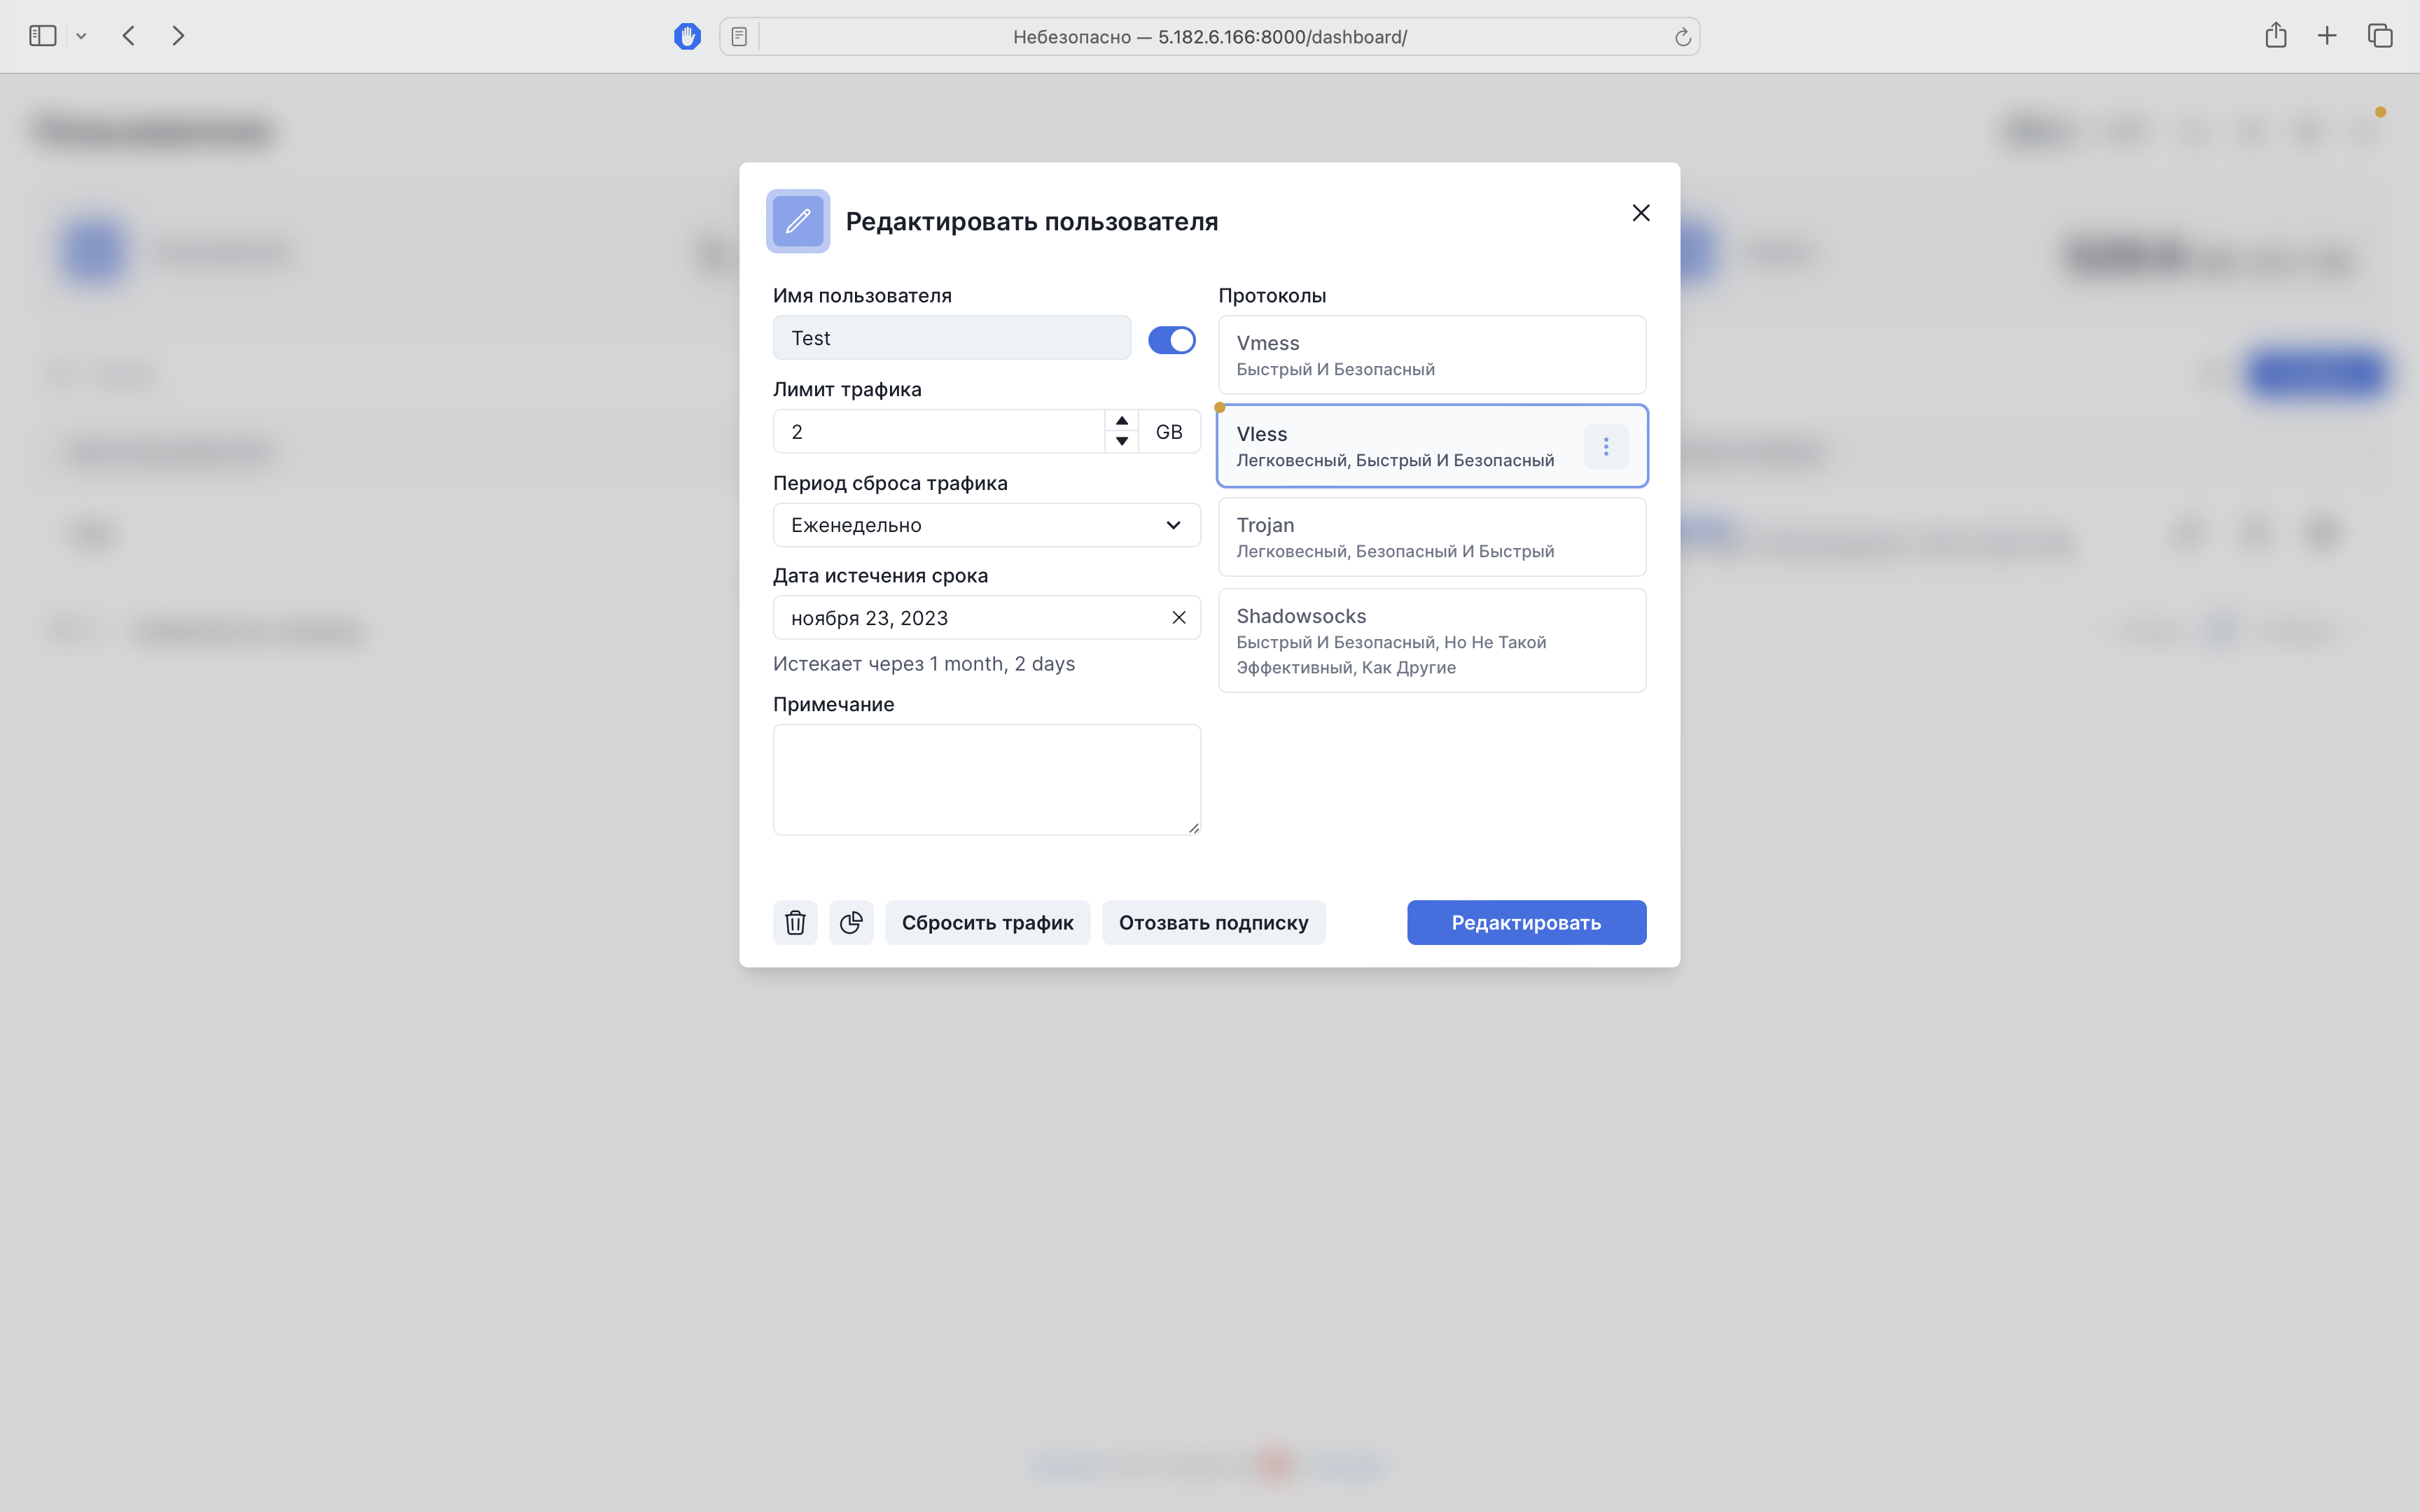 Небезопасно — 5.182.6.166:8000/dashboard/
Редактировать пользователя
Имя пользователя
Test
Лимит трафика
2
GB
Период сброса трафика
Еженедельно
Дата истечения срока
ноября 23, 2023
Истекает через 1 month, 2 days
Примечание
Протоколы
Vmess
Быстрый И Безопасный
Vless
Легковесный, Быстрый И Безопасный
Trojan
Легковесный, Безопасный И Быстрый
Shadowsocks
Быстрый И Безопасный, Но Не Такой
Эффективный, Как Другие
Сбросить трафик
Отозвать подписку
Редактировать